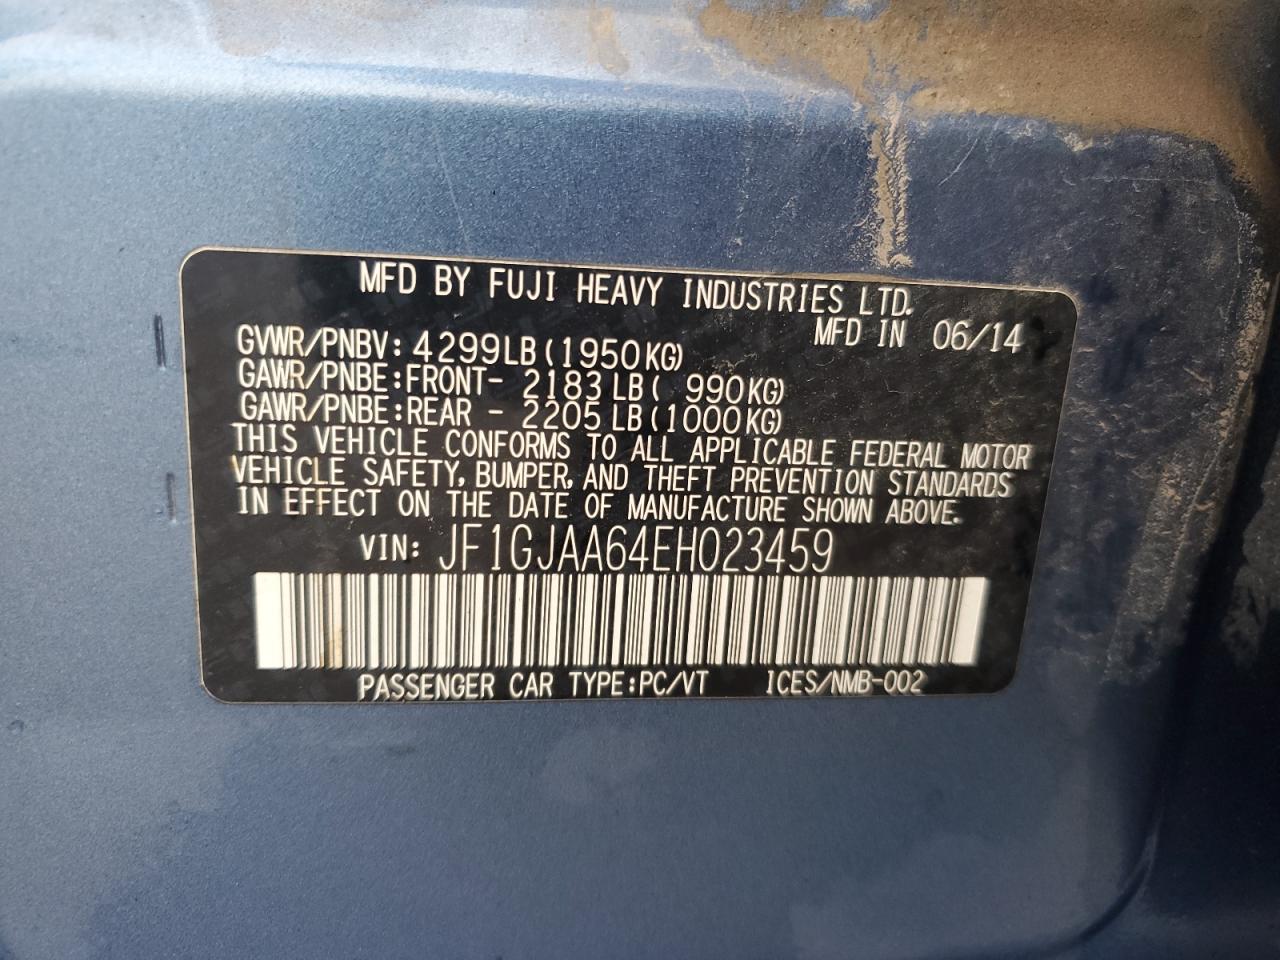 MFD BY FUJI HEAVY INDUSTRIES LTD.
MFD IN 06/14
GVWR/PNBV: 4299LB(1950KG)
GAWR/PNBE:FRONT- 2183 LB( 990KG)
GAWR/PNBE:REAR - 2205 LB(1000KG)
THIS VEHICLE CONFORMS TO ALL APPLICABLE FEDERAL MOTOR
VEHICLE SAFETY, BUMPER, AND THEFT PREVENTION STANDARDS
IN EFFECT ON THE DATE OF MANUFACTURE SHOWN ABOVE.
VIN: JF1GJAA64EH023459
PASSENGER CAR TYPE:PC/VT ICES/NMB-002